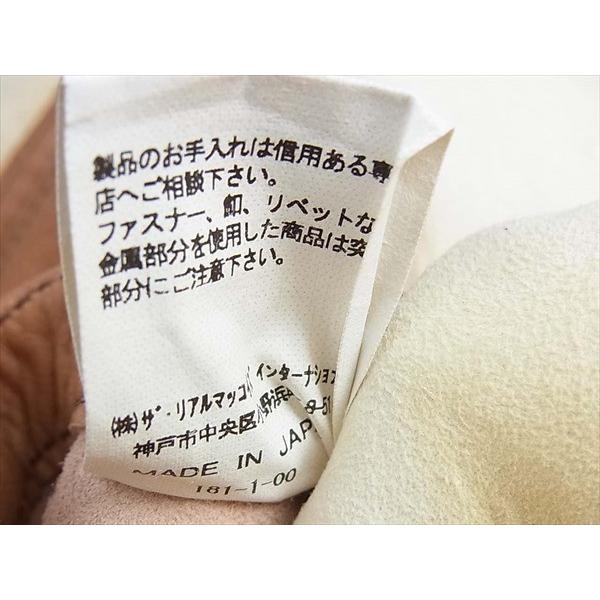 製品のお手入れは信用ある専
店へご相談下さい。
ファスナー、釦、リベットな
金属部分を使用した商品は突
部分にご注意下さい。
(株)ザ・リアルマッコイ インターナショ
神戸市中央区小野浜
MADE IN JAP
181-1-00